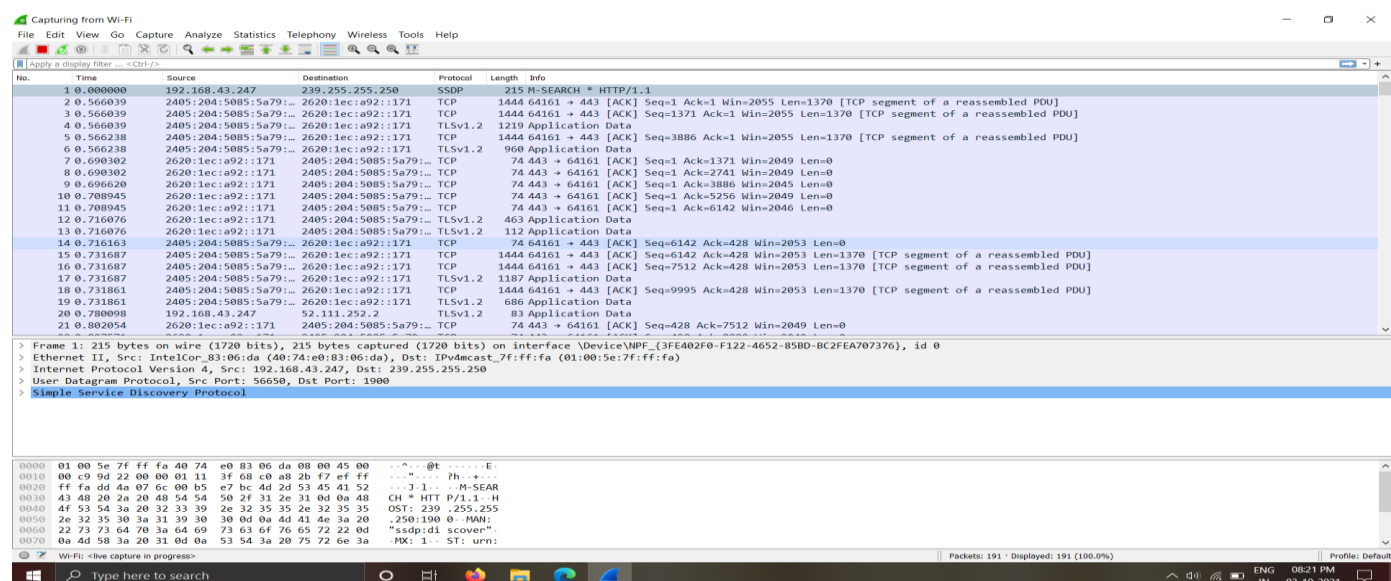 Capturing from Wi-Fi
File Edit View Go Capture Analyze Statistics Telephony Wireless Tools Help
Apply a display filter ... <Ctrl-/>
No. Time Source Destination Protocol Length Info
1 0.000000 192.168.43.247 239.255.255.250 SSDP 215 M-SEARCH * HTTP/1.1
2 0.566039 2405:204:5085:5a79:… 2620:1ec:a92::171 TCP 1444 64161 → 443 [ACK] Seq=1 Ack=1 Win=2055 Len=1370 [TCP segment of a reassembled PDU]
3 0.566039 2405:204:5085:5a79:… 2620:1ec:a92::171 TCP 1444 64161 → 443 [ACK] Seq=1371 Ack=1 Win=2055 Len=1370 [TCP segment of a reassembled PDU]
4 0.566039 2405:204:5085:5a79:… 2620:1ec:a92::171 TLSv1.2 1219 Application Data
5 0.566238 2405:204:5085:5a79:… 2620:1ec:a92::171 TCP 1444 64161 → 443 [ACK] Seq=3886 Ack=1 Win=2055 Len=1370 [TCP segment of a reassembled PDU]
6 0.566238 2405:204:5085:5a79:… 2620:1ec:a92::171 TLSv1.2 960 Application Data
7 0.690302 2620:1ec:a92::171 2405:204:5085:5a79:… TCP 74 443 → 64161 [ACK] Seq=1 Ack=1371 Win=2049 Len=0
8 0.690302 2620:1ec:a92::171 2405:204:5085:5a79:… TCP 74 443 → 64161 [ACK] Seq=1 Ack=2741 Win=2049 Len=0
9 0.696620 2620:1ec:a92::171 2405:204:5085:5a79:… TCP 74 443 → 64161 [ACK] Seq=1 Ack=3886 Win=2045 Len=0
10 0.708945 2620:1ec:a92::171 2405:204:5085:5a79:… TCP 74 443 → 64161 [ACK] Seq=1 Ack=5256 Win=2049 Len=0
11 0.708945 2620:1ec:a92::171 2405:204:5085:5a79:… TCP 74 443 → 64161 [ACK] Seq=1 Ack=6142 Win=2046 Len=0
12 0.716076 2620:1ec:a92::171 2405:204:5085:5a79:… TLSv1.2 463 Application Data
13 0.716076 2620:1ec:a92::171 2405:204:5085:5a79:… TLSv1.2 112 Application Data
14 0.716163 2405:204:5085:5a79:… 2620:1ec:a92::171 TCP 74 64161 → 443 [ACK] Seq=6142 Ack=428 Win=2053 Len=0
15 0.731687 2405:204:5085:5a79:… 2620:1ec:a92::171 TCP 1444 64161 → 443 [ACK] Seq=6142 Ack=428 Win=2053 Len=1370 [TCP segment of a reassembled PDU]
16 0.731687 2405:204:5085:5a79:… 2620:1ec:a92::171 TCP 1444 64161 → 443 [ACK] Seq=7512 Ack=428 Win=2053 Len=1370 [TCP segment of a reassembled PDU]
17 0.731687 2405:204:5085:5a79:… 2620:1ec:a92::171 TLSv1.2 1187 Application Data
18 0.731861 2405:204:5085:5a79:… 2620:1ec:a92::171 TCP 1444 64161 → 443 [ACK] Seq=9995 Ack=428 Win=2053 Len=1370 [TCP segment of a reassembled PDU]
19 0.731861 2405:204:5085:5a79:… 2620:1ec:a92::171 TLSv1.2 686 Application Data
20 0.780098 192.168.43.247 52.111.252.2 TLSv1.2 83 Application Data
21 0.802054 2620:1ec:a92::171 2405:204:5085:5a79:… TCP 74 443 → 64161 [ACK] Seq=428 Ack=7512 Win=2049 Len=0
> Frame 1: 215 bytes on wire (1720 bits), 215 bytes captured (1720 bits) on interface \Device\NPF_{3FE402F0-F122-4652-85BD-BC2FEA707376}, id 0
> Ethernet II, Src: IntelCor_83:06:da (40:74:e0:83:06:da), Dst: IPv4mcast_7f:ff:fa (01:00:5e:7f:ff:fa)
> Internet Protocol Version 4, Src: 192.168.43.247, Dst: 239.255.255.250
> User Datagram Protocol, Src Port: 56650, Dst Port: 1900
> Simple Service Discovery Protocol
0000 01 00 5e 7f ff fa 40 74 e0 83 06 da 08 00 45 00 ··^···@t ······E·
0010 00 c9 9d 22 00 00 01 11 3f 68 c0 a8 2b f7 ef ff ···"···· ?h··+···
0020 ff fa dd 4a 07 6c 00 b5 e7 bc 4d 2d 53 45 41 52 ···J·l·· ··M-SEAR
0030 43 48 20 2a 20 48 54 54 50 2f 31 2e 31 0d 0a 48 CH * HTT P/1.1··H
0040 4f 53 54 3a 20 32 33 39 2e 32 35 35 2e 32 35 35 OST: 239 .255.255
0050 2e 32 35 30 3a 31 39 30 30 0d 0a 4d 41 4e 3a 20 .250:190 0··MAN:
0060 22 73 73 64 70 3a 64 69 73 63 6f 76 65 72 22 0d "ssdp:di scover"·
0070 0a 4d 58 3a 20 31 0d 0a 53 54 3a 20 75 72 6e 3a ·MX: 1·· ST: urn:
Wi-Fi: <live capture in progress> Packets: 191 · Displayed: 191 (100.0%) Profile: Default
Type here to search ENG 08:21 PM